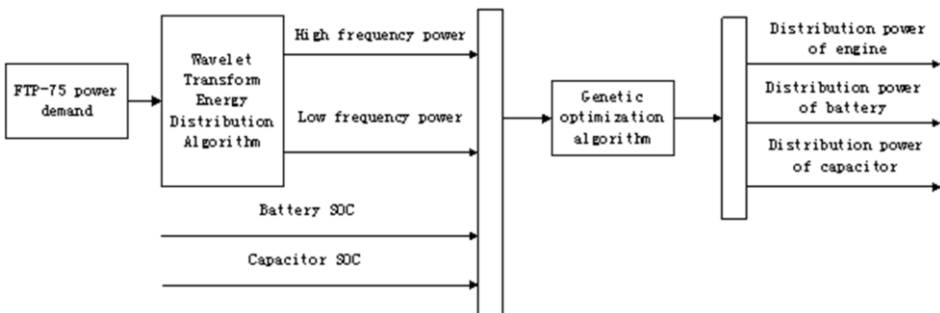 FTP-75 power
demand
Wavelet
Transform
Energy
Distribution
Algorithm
High frequency power
Low frequency power
Battery SOC
Capacitor SOC
Genetic
optimization
algorithm
Distribution power
of engine
Distribution power
of battery
Distribution power
of capacitor